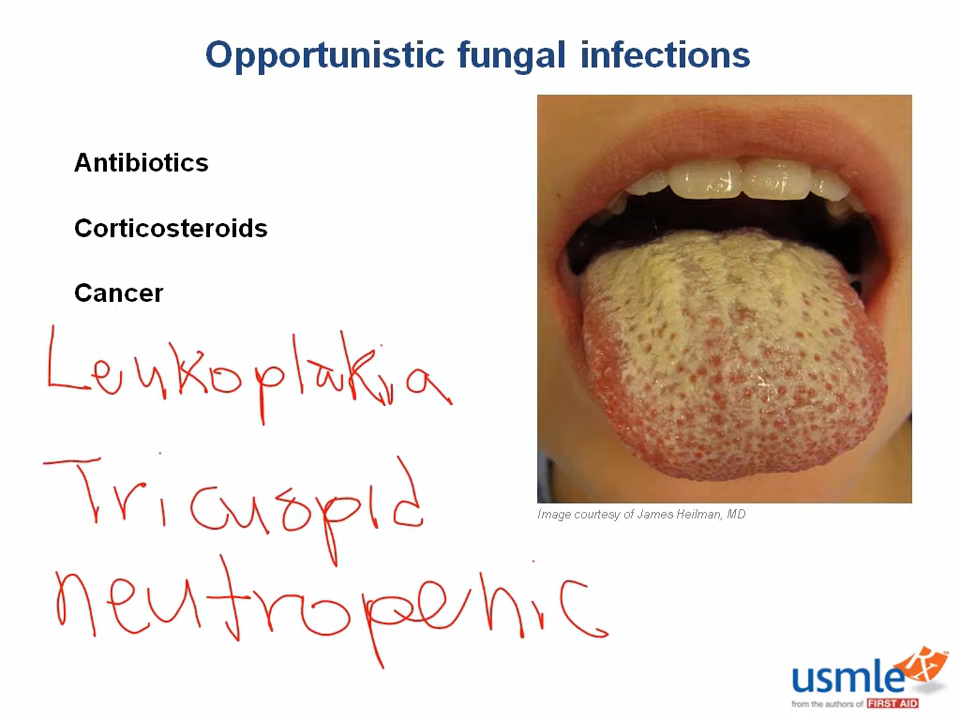 Opportunistic fungal infections
Antibiotics
Corticosteroids
Cancer
Leukoplakia
Tricuspid
neutropenic
Image courtesy of James Heilman, MD
usmle Rx
from the authors of FIRST AID